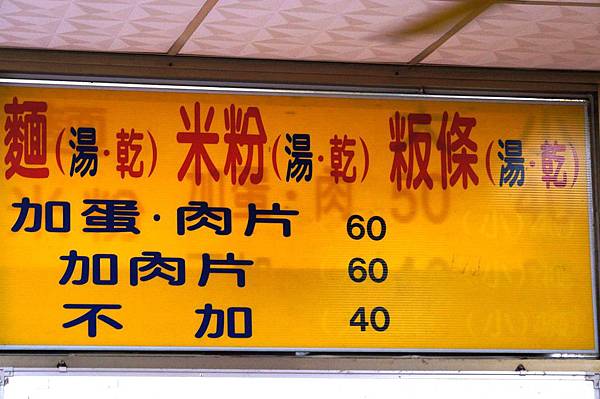 麵(湯·乾) 米粉(湯·乾) 粄條(湯·乾)
加蛋·肉片 60
加肉片 60
不加 40